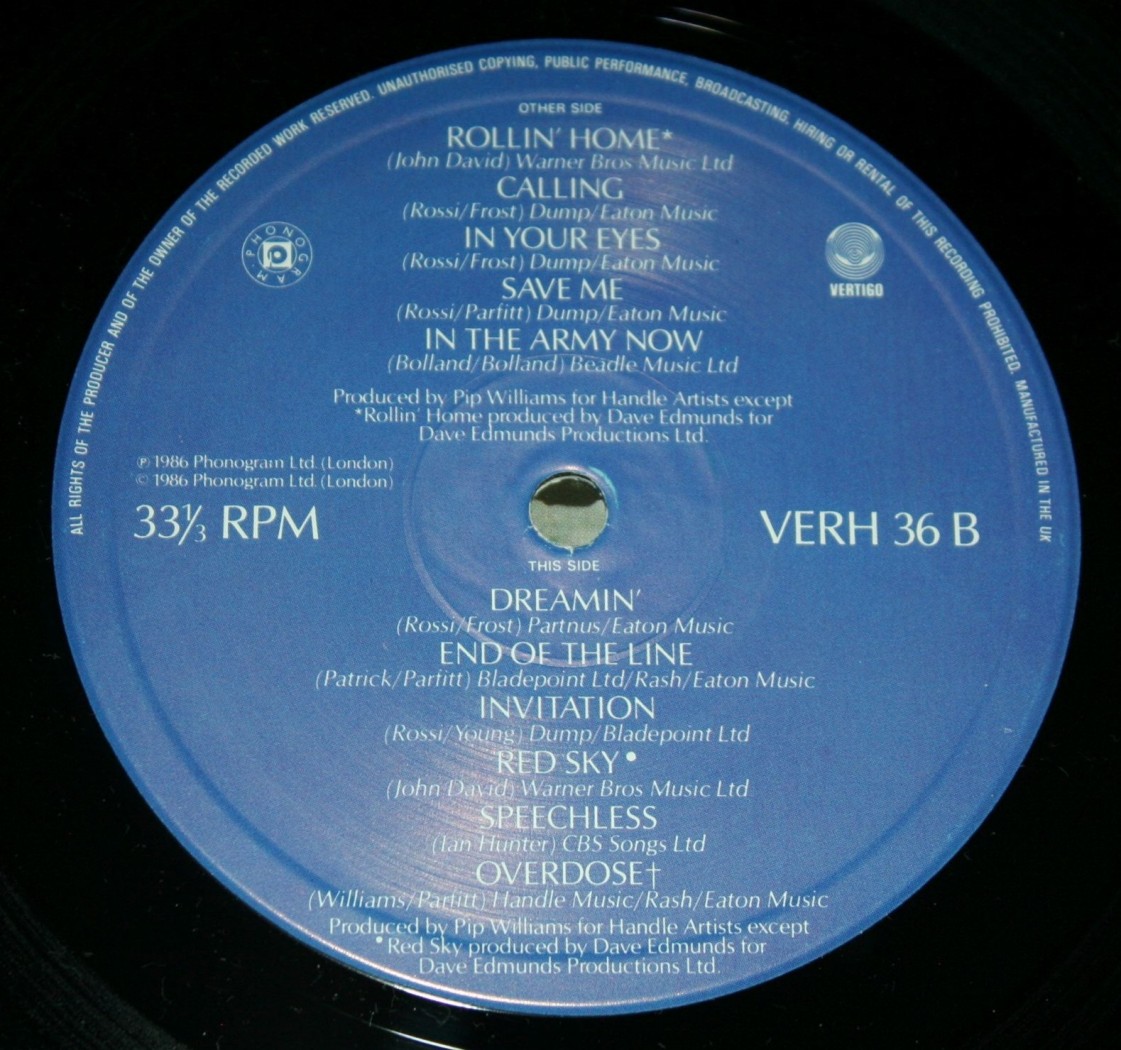 ALL RIGHTS OF THE PRODUCER AND OF THE OWNER OF THE RECORDED WORK RESERVED. UNAUTHORISED COPYING, PUBLIC PERFORMANCE, BROADCASTING, HIRING OR RENTAL OF THIS RECORDING PROHIBITED. MANUFACTURED IN THE UK
OTHER SIDE
ROLLIN' HOME*
(John David) Warner Bros Music Ltd
CALLING
(Rossi/Frost) Dump/Eaton Music
IN YOUR EYES
(Rossi/Frost) Dump/Eaton Music
SAVE ME
(Rossi/Parfitt) Dump/Eaton Music
IN THE ARMY NOW
(Bolland/Bolland) Beadle Music Ltd
PHONOGRAM
VERTIGO
Produced by Pip Williams for Handle Artists except
*Rollin' Home produced by Dave Edmunds for
Dave Edmunds Productions Ltd.
℗ 1986 Phonogram Ltd. (London)
© 1986 Phonogram Ltd. (London)
33⅓ RPM
VERH 36 B
THIS SIDE
DREAMIN'
(Rossi/Frost) Partnus/Eaton Music
END OF THE LINE
(Patrick/Parfitt) Bladepoint Ltd/Rash/Eaton Music
INVITATION
(Rossi/Young) Dump/Bladepoint Ltd
RED SKY•
(John David) Warner Bros Music Ltd
SPEECHLESS
(Ian Hunter) CBS Songs Ltd
OVERDOSE†
(Williams/Parfitt) Handle Music/Rash/Eaton Music
Produced by Pip Williams for Handle Artists except
•Red Sky produced by Dave Edmunds for
Dave Edmunds Productions Ltd.